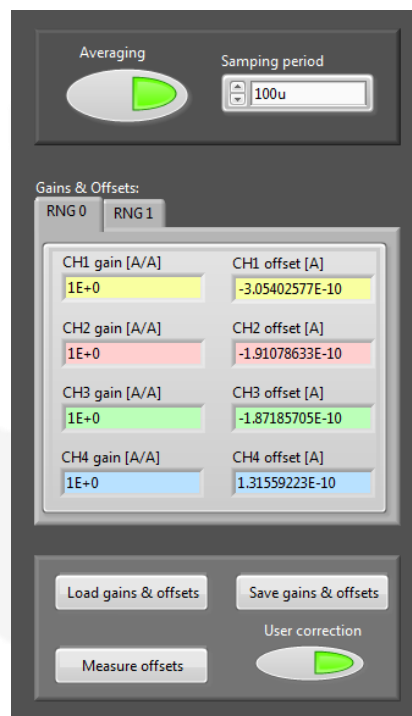 Averaging
Samping period
100u
Gains & Offsets:
RNG 0 RNG 1
CH1 gain [A/A] CH1 offset [A]
1E+0 -3.05402577E-10
CH2 gain [A/A] CH2 offset [A]
1E+0 -1.91078633E-10
CH3 gain [A/A] CH3 offset [A]
1E+0 -1.87185705E-10
CH4 gain [A/A] CH4 offset [A]
1E+0 1.31559223E-10
Load gains & offsets Save gains & offsets
User correction
Measure offsets